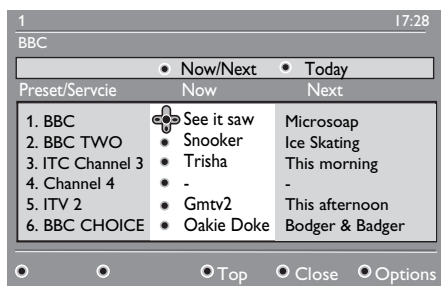 1 17:28
BBC
Now/Next Today
Preset/Servcie Now Next
1. BBC See it saw Microsoap
2. BBC TWO Snooker Ice Skating
3. ITC Channel 3 Trisha This morning
4. Channel 4 - -
5. ITV 2 Gmtv2 This afternoon
6. BBC CHOICE Oakie Doke Bodger & Badger
Top Close Options